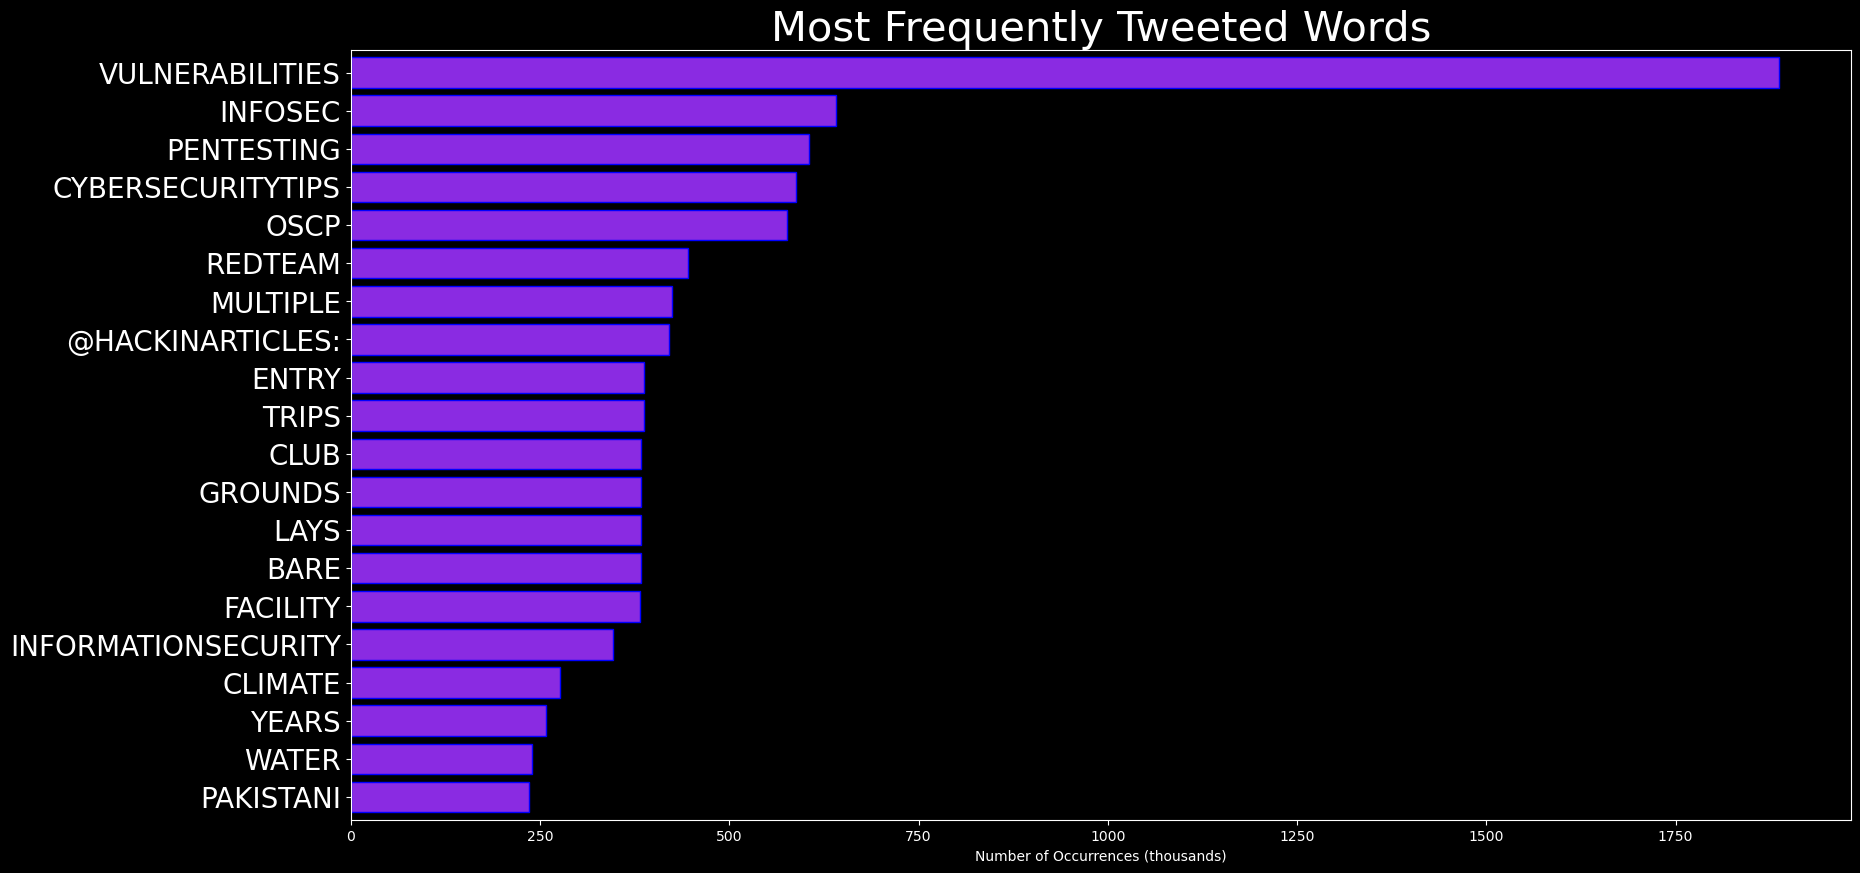 Most Frequently Tweeted Words
VULNERABILITIES
INFOSEC
PENTESTING
CYBERSECURITYTIPS
OSCP
REDTEAM
MULTIPLE
@HACKINARTICLES:
ENTRY
TRIPS
CLUB
GROUNDS
LAYS
BARE
FACILITY
INFORMATIONSECURITY
CLIMATE
YEARS
WATER
PAKISTANI
0 250 500 750 1000 1250 1500 1750
Number of Occurrences (thousands)